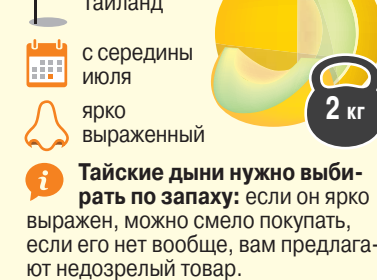 Таиланд
с середины
июля
ярко
выраженный
2 кг
Тайские дыни нужно выби-
рать по запаху: если он ярко
выражен, можно смело покупать,
если его нет вообще, вам предлага-
ют недозрелый товар.